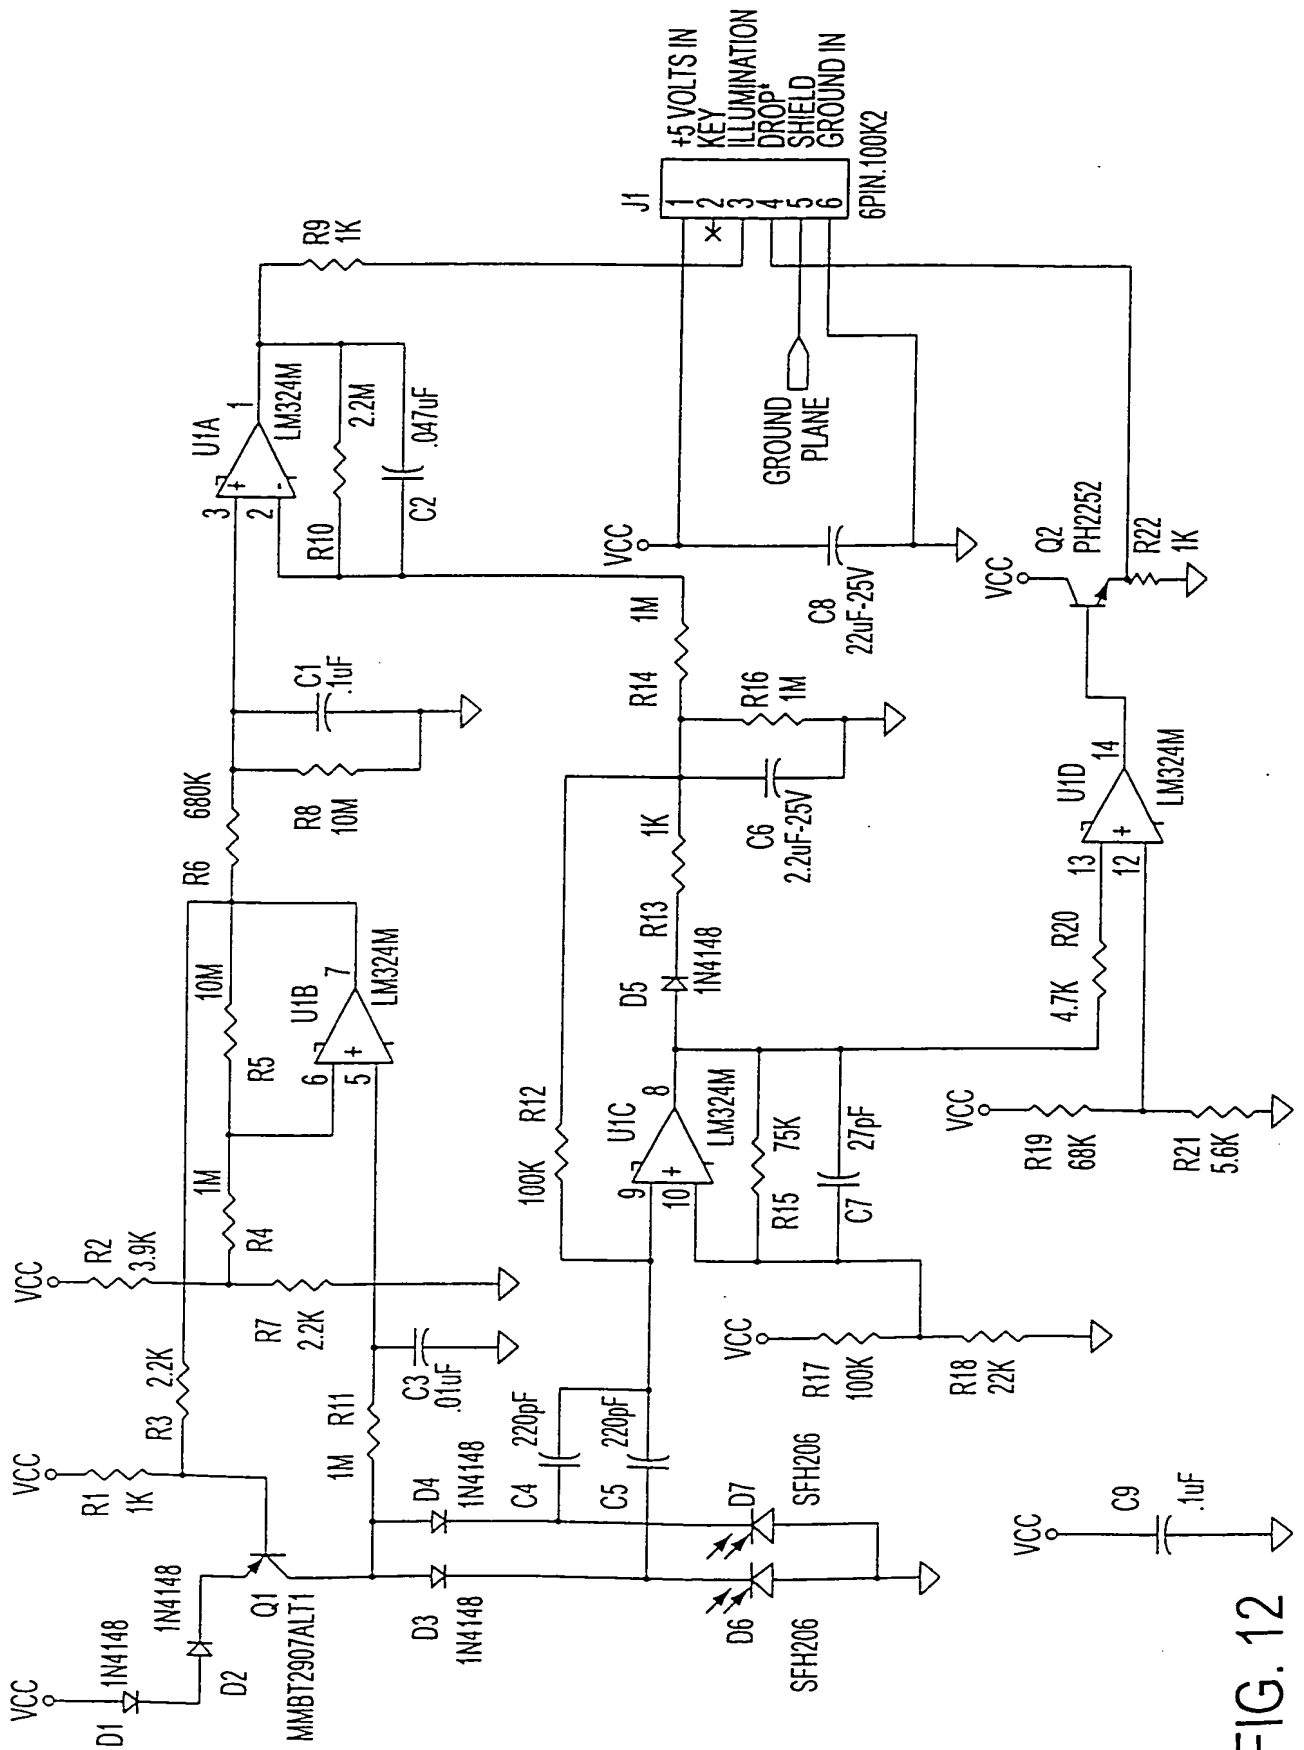 VCC
D1
1N4148
D2
1N4148
Q1
MMBT2907ALT1
VCC
R1
1K
R3
2.2K
VCC
R2
3.9K
R7
2.2K
R4
1M
R5
10M
6
5
+
U1B
7
LM324M
R6
680K
R8
10M
C1
.1uF
3
2
+
-
U1A
1
LM324M
R10
2.2M
C2
.047uF
R9
1K
1M
R11
C3
.01uF
D3
1N4148
D4
1N4148
C4
220pF
C5
220pF
D6
SFH206
D7
SFH206
100K
R12
9
10
+
U1C
8
LM324M
R15
75K
C7
27pF
VCC
R17
100K
R18
22K
D5
1N4148
R13
1K
C6
2.2uF-25V
R14
1M
R16
1M
VCC
C8
22uF-25V
GROUND
PLANE
J1
1
2
3
4
5
6
+5 VOLTS IN
KEY
ILLUMINATION
DROP*
SHIELD
GROUND IN
6PIN.100K2
VCC
R19
68K
R21
5.6K
4.7K
R20
13
12
+
U1D
14
LM324M
VCC
Q2
PH2252
R22
1K
VCC
C9
.1uF
FIG. 12